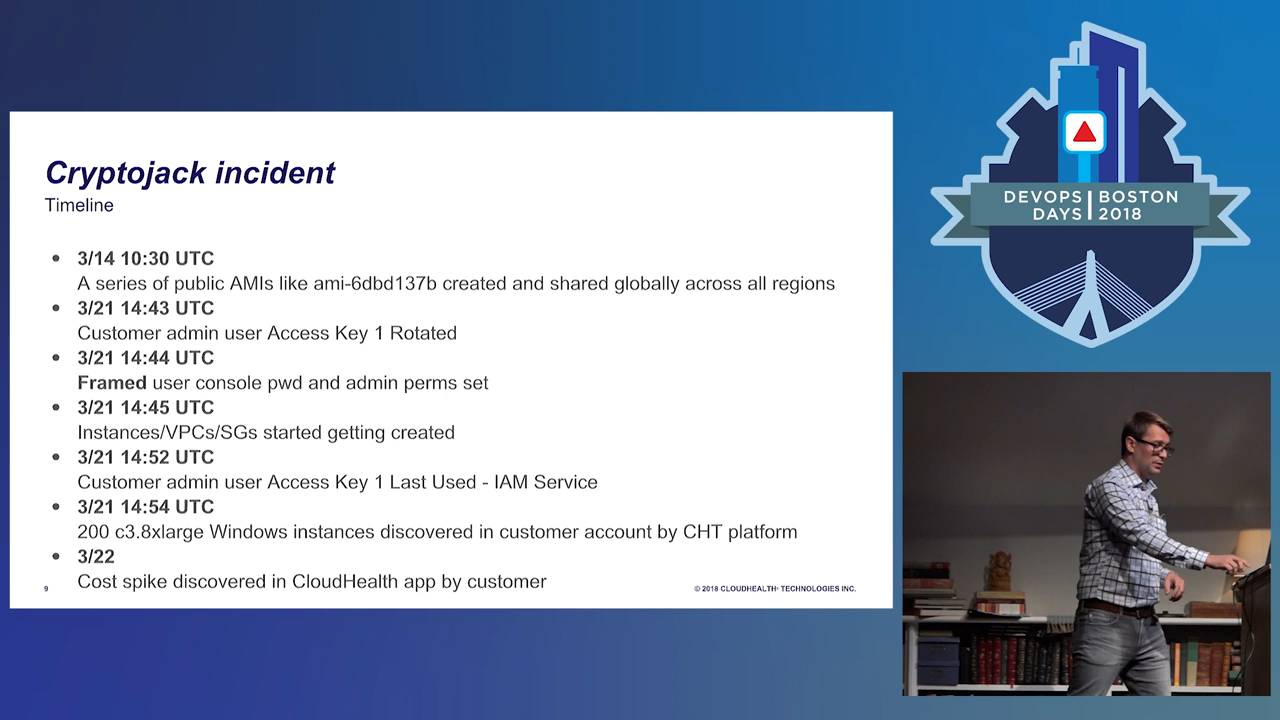 Cryptojack incident
Timeline
• 3/14 10:30 UTC
A series of public AMIs like ami-6dbd137b created and shared globally across all regions
• 3/21 14:43 UTC
Customer admin user Access Key 1 Rotated
• 3/21 14:44 UTC
Framed user console pwd and admin perms set
• 3/21 14:45 UTC
Instances/VPCs/SGs started getting created
• 3/21 14:52 UTC
Customer admin user Access Key 1 Last Used - IAM Service
• 3/21 14:54 UTC
200 c3.8xlarge Windows instances discovered in customer account by CHT platform
• 3/22
Cost spike discovered in CloudHealth app by customer
9
© 2018 CLOUDHEALTH® TECHNOLOGIES INC.
DEVOPS | BOSTON
DAYS | 2018